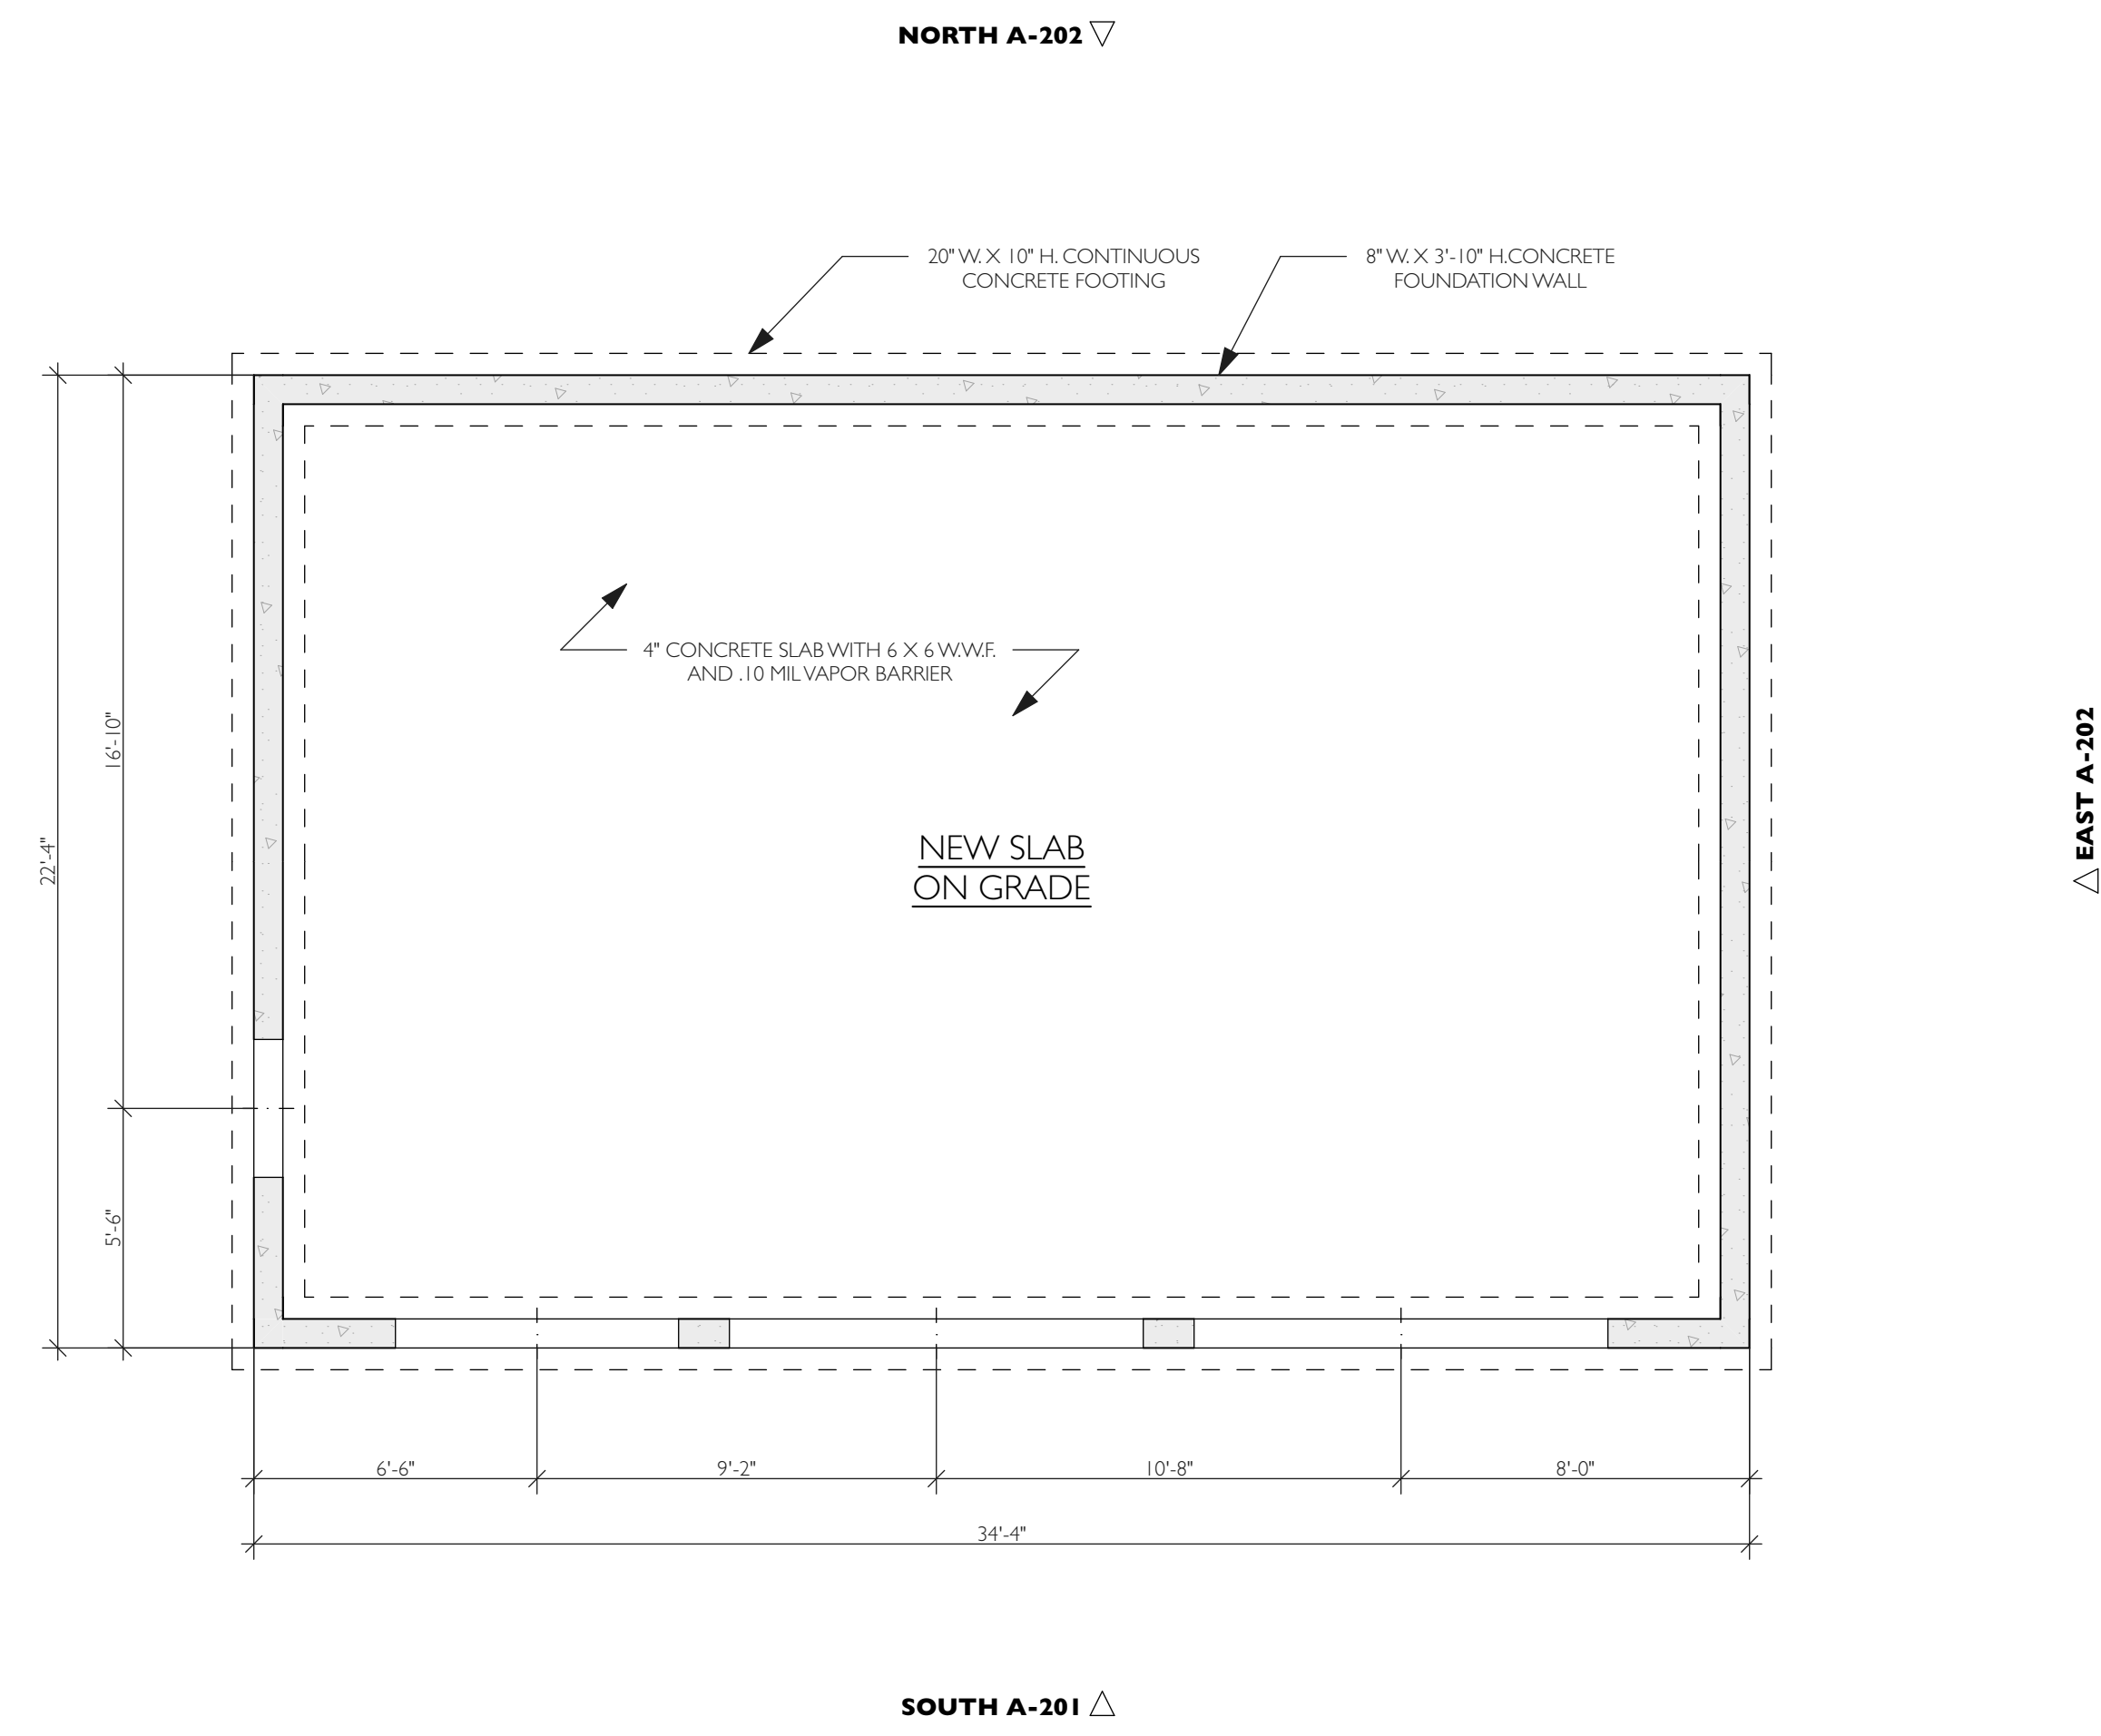 NORTH A-202
20" W. X 10" H. CONTINUOUS
CONCRETE FOOTING
8" W. X 3'-10" H.CONCRETE
FOUNDATION WALL
4" CONCRETE SLAB WITH 6 X 6 W.W.F.
AND .10 MIL VAPOR BARRIER
16'-10"
22'-4"
EAST A-202
NEW SLAB
ON GRADE
5'-6"
6'-6"
9'-2"
10'-8"
8'-0"
34'-4"
SOUTH A-201